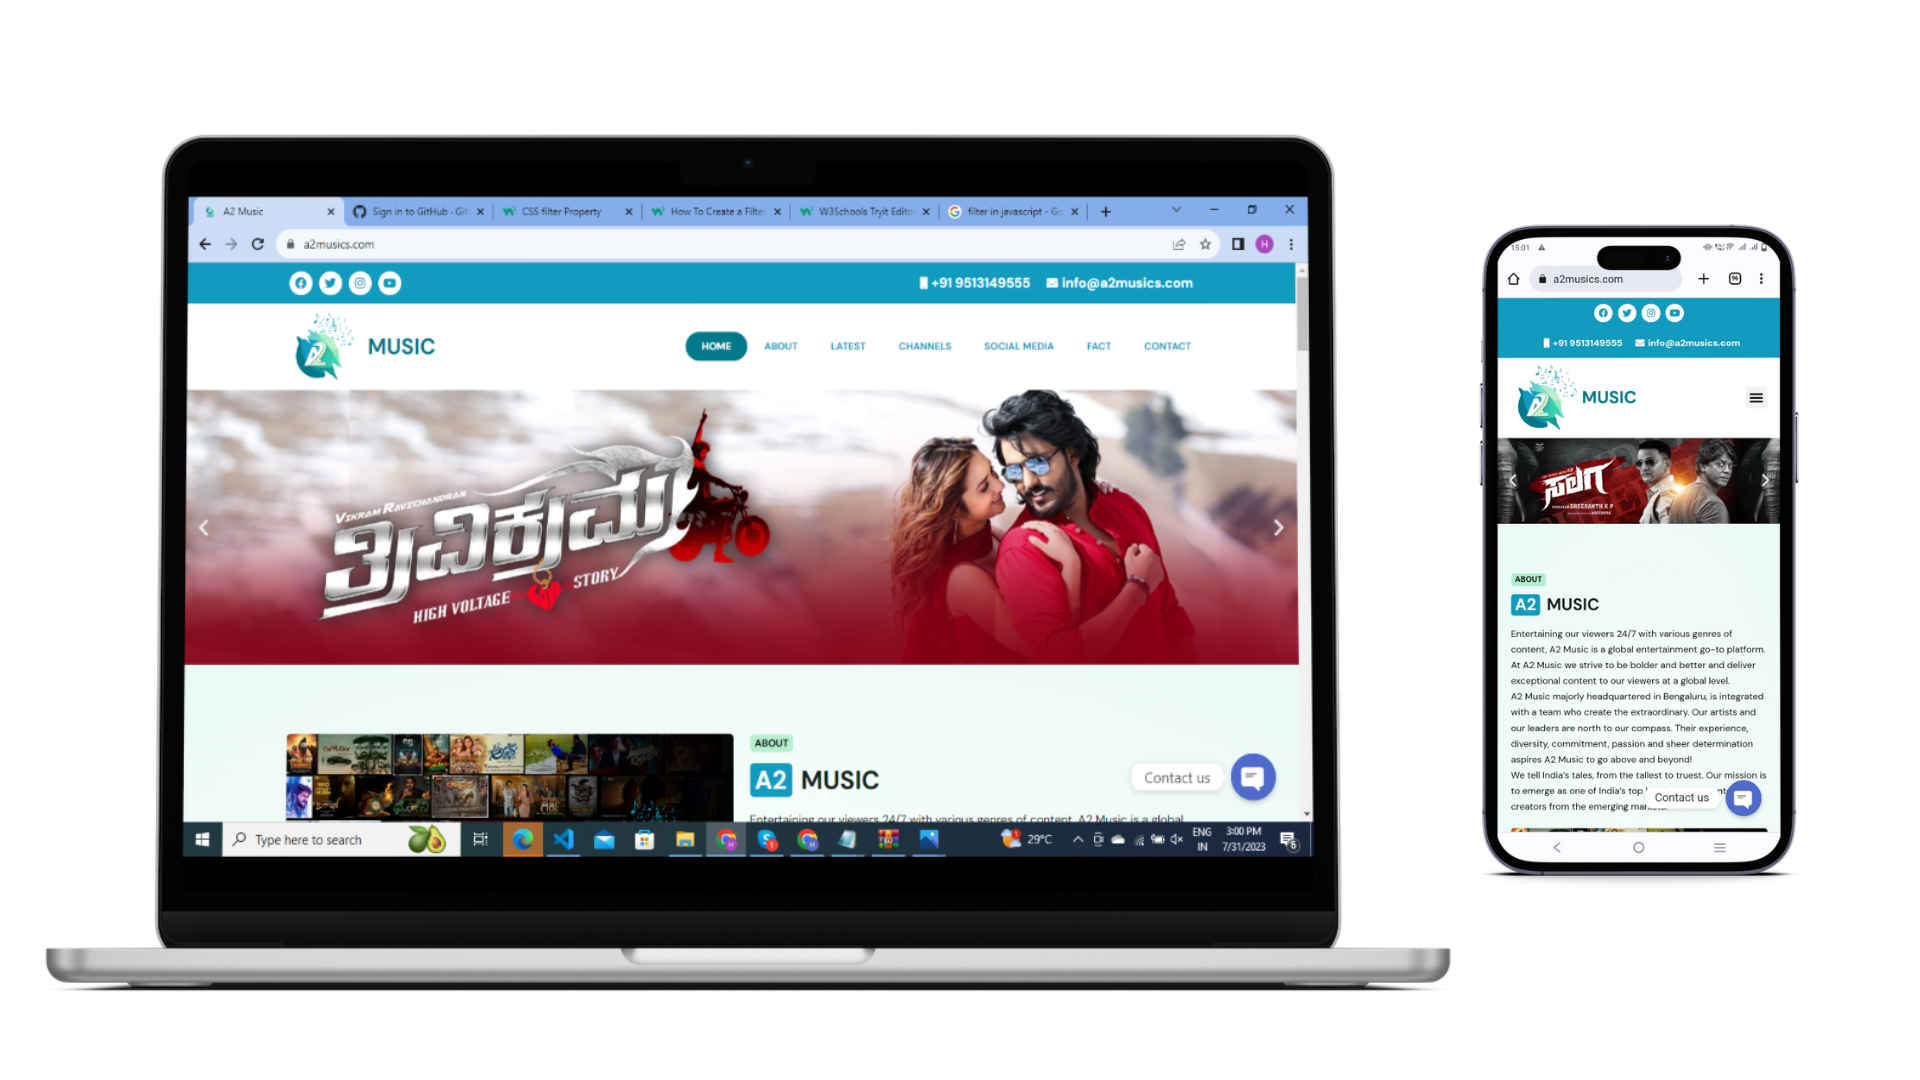 A2 Music
Sign in to GitHub · Git
CSS filter Property
How To Create a Filter
W3Schools Tryit Edito
filter in javascript - Go
a2musics.com
H
+91 9513149555 info@a2musics.com
A2 MUSIC
HOME ABOUT LATEST CHANNELS SOCIAL MEDIA FACT CONTACT
VIKRAM RAVICHANDRAN
ತ್ರಿವಿಕ್ರಮ
HIGH VOLTAGE STORY
ABOUT
A2 MUSIC
Entertaining our viewers 24/7 with various genres of content, A2 Music is a global
Contact us
Type here to search
29°C
ENG
IN
3:00 PM
7/31/2023
15:01
a2musics.com
96
+91 9513149555 info@a2musics.com
A2 MUSIC
ಸಲಗ
SREEKANTH K P
ABOUT
A2 MUSIC
Entertaining our viewers 24/7 with various genres of
content, A2 Music is a global entertainment go-to platform.
At A2 Music we strive to be bolder and better and deliver
exceptional content to our viewers at a global level.
A2 Music majorly headquartered in Bengaluru, is integrated
with a team who create the extraordinary. Our artists and
our leaders are north to our compass. Their experience,
diversity, commitment, passion and sheer determination
aspires A2 Music to go above and beyond!
We tell India's tales, from the tallest to truest. Our mission is
to emerge as one of India's top
creators from the emerging
Contact us